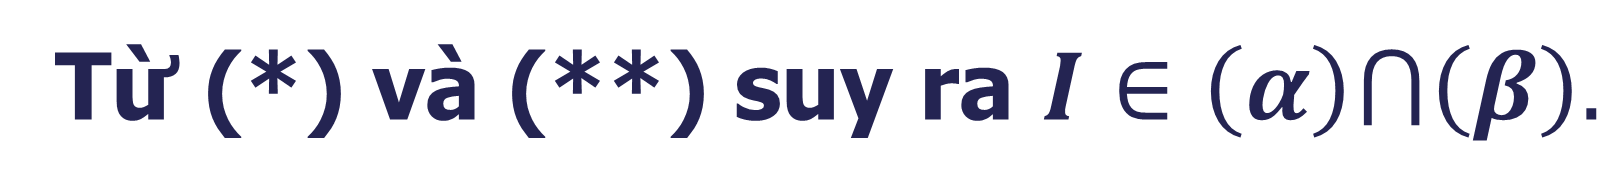 Từ (*) và (**) suy ra I ∈ (α)∩(β).